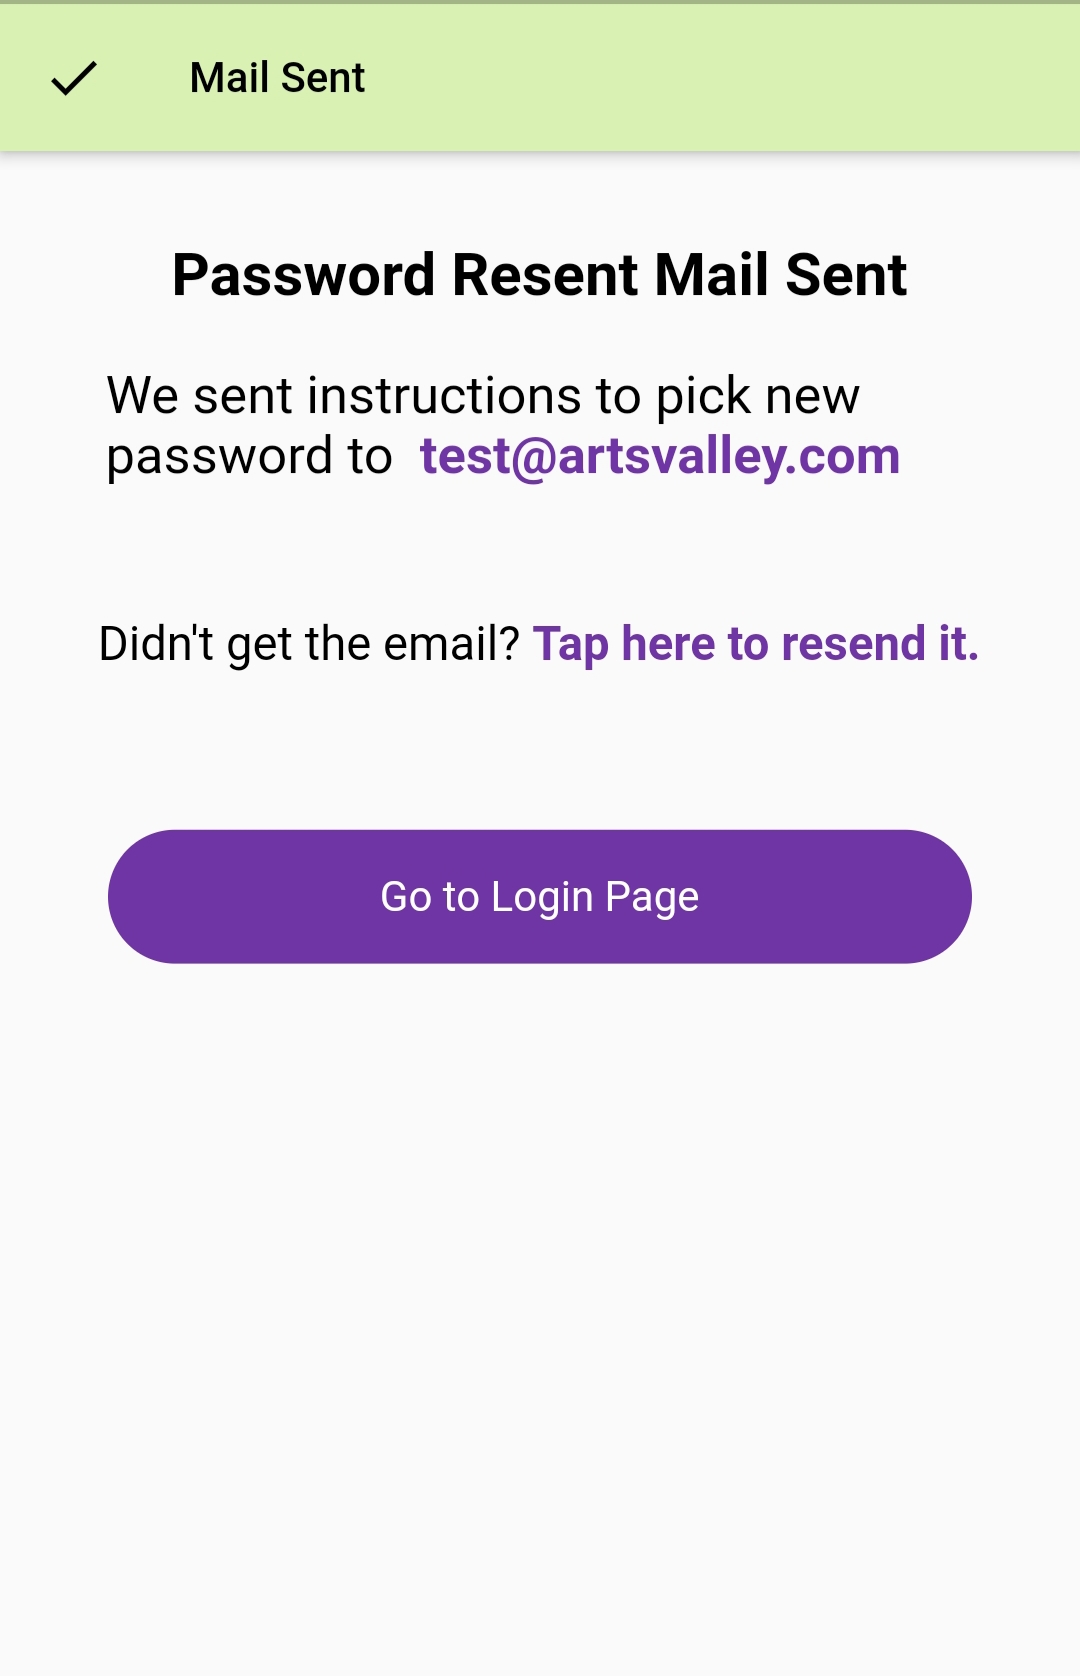 Mail Sent
Password Resent Mail Sent
We sent instructions to pick new
password to  test@artsvalley.com
Didn't get the email? Tap here to resend it.
Go to Login Page